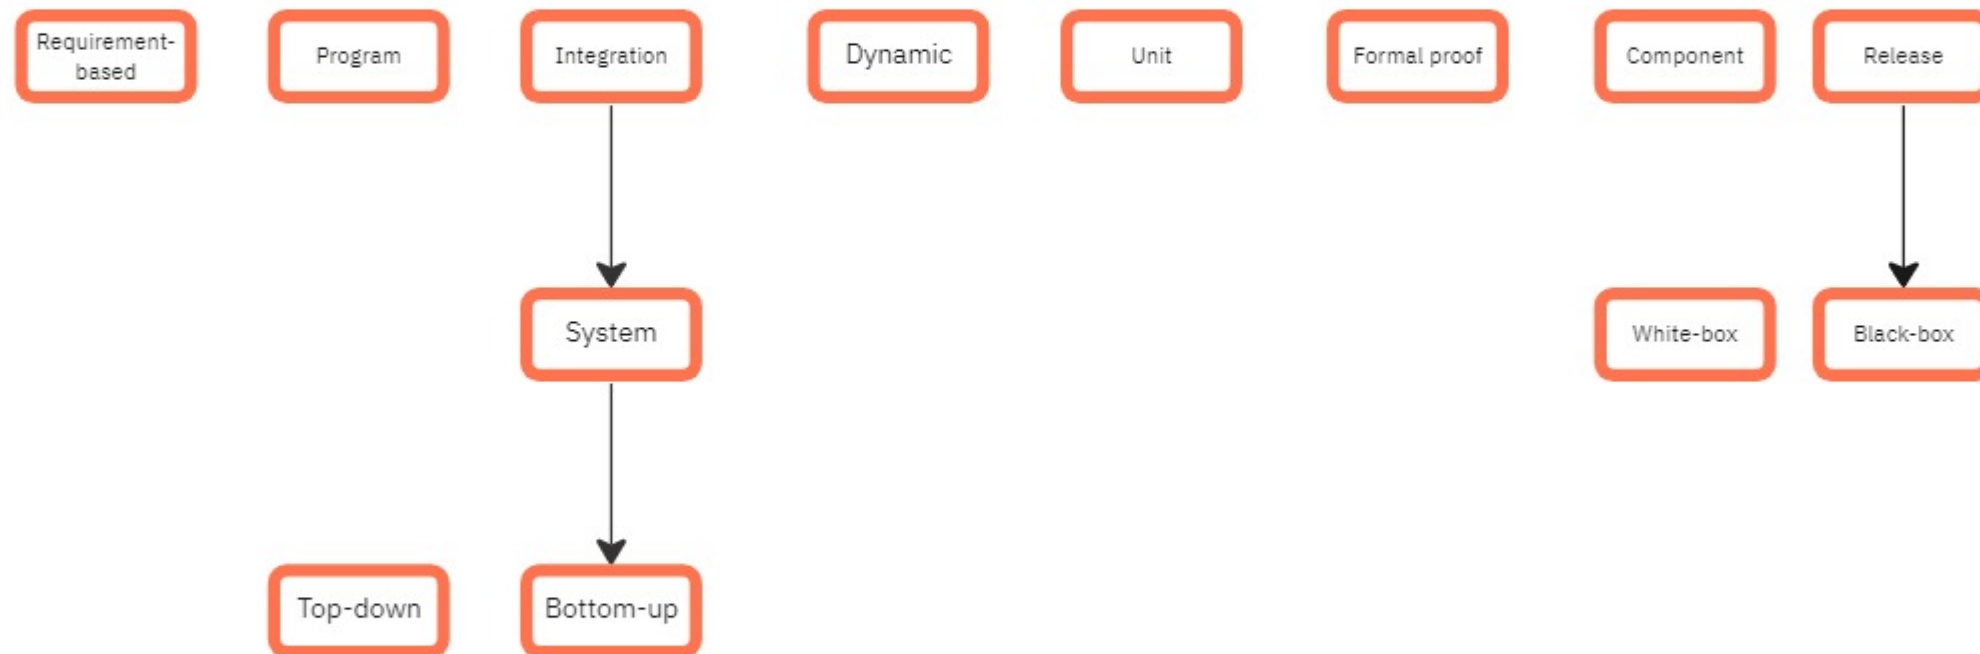 Requirement-
based
Program
Integration
Dynamic
Unit
Formal proof
Component
Release
System
White-box
Black-box
Top-down
Bottom-up